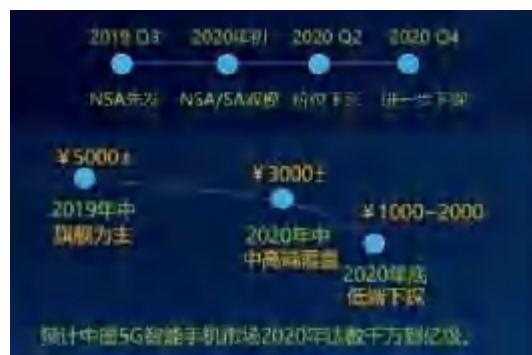 2019 Q3 2020年初 2020 Q2 2020 Q4
NSA先发 NSA/SA双模 价位下探 进一步下探
￥5000±
￥3000±
￥1000~2000
2019年中
旗舰为主
2020年中
中高端覆盖
2020年底
低端下探
预计中国5G智能手机市场2020年达数千万到亿级。